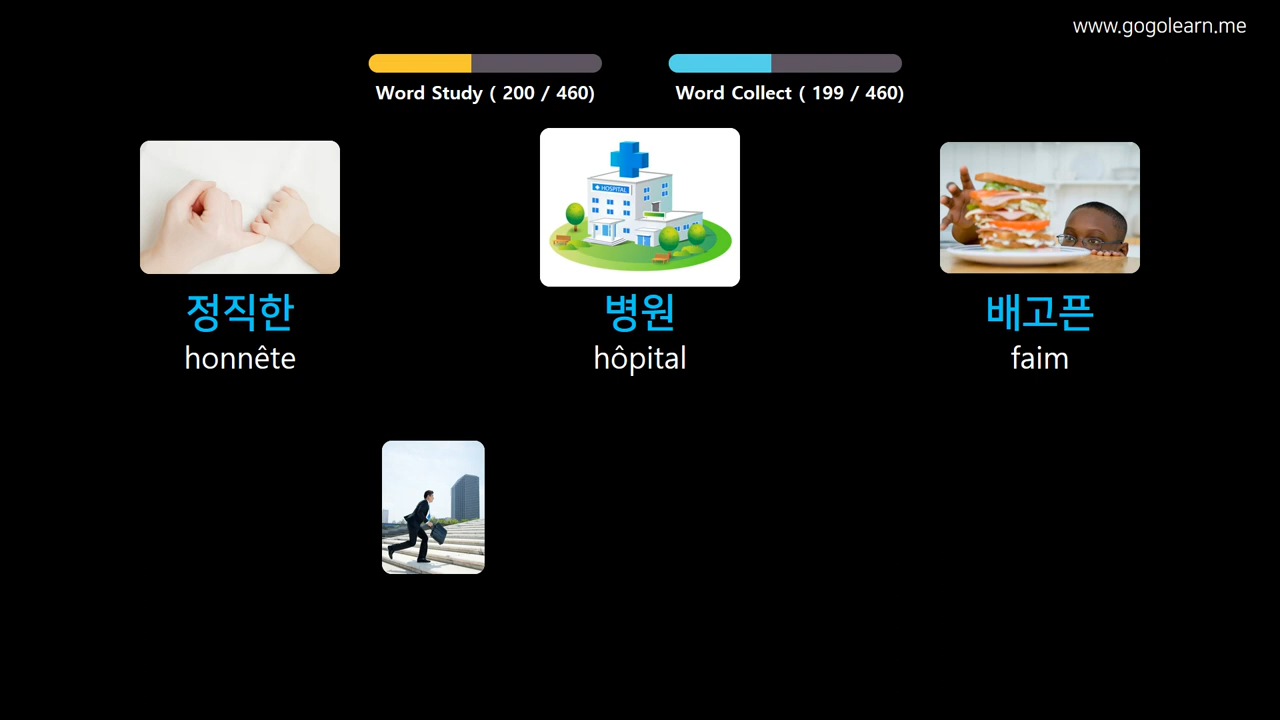 www.gogolearn.me
Word Study ( 200 / 460)
Word Collect ( 199 / 460)
HOSPITAL
정직한
병원
배고픈
honnête
hôpital
faim